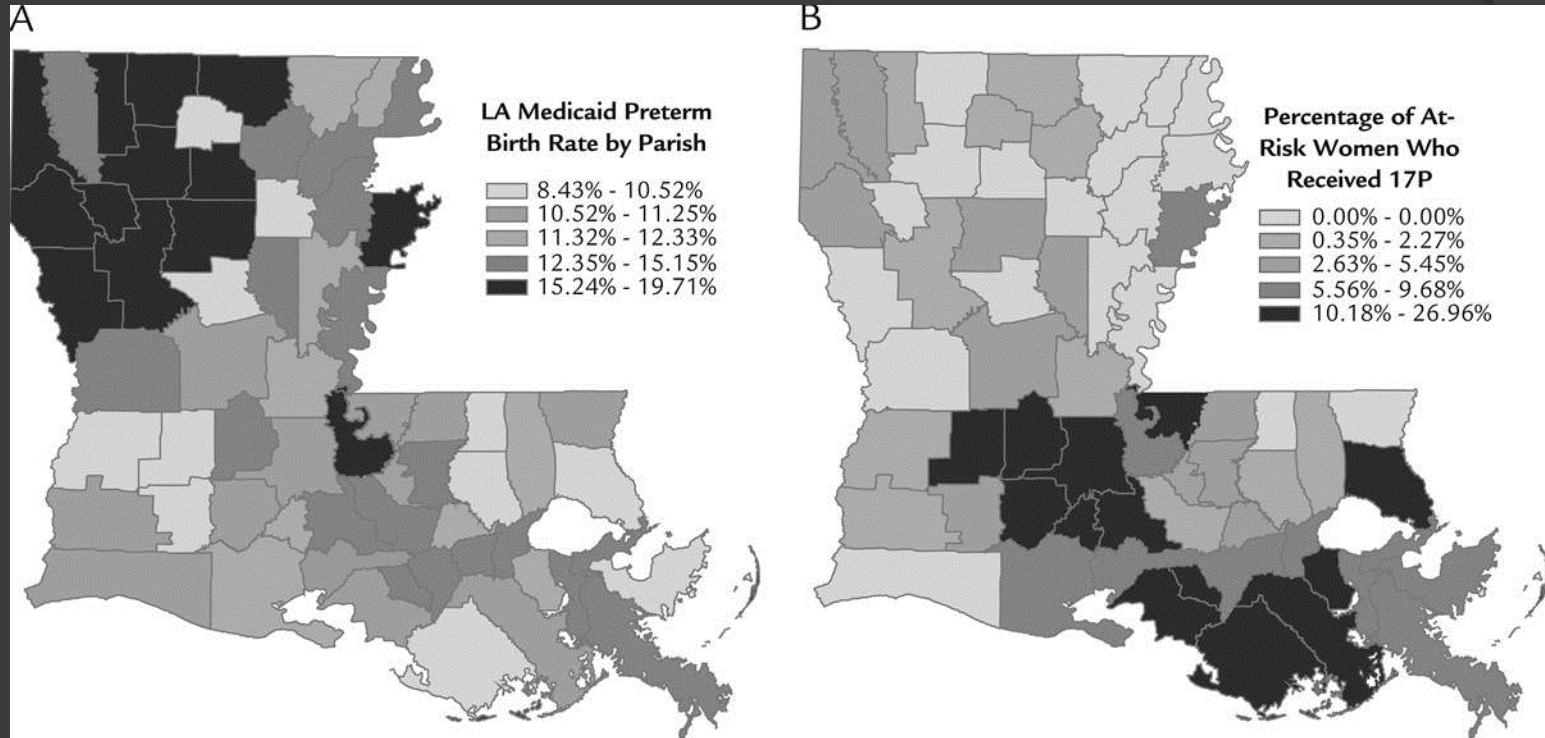 A
LA Medicaid Preterm
Birth Rate by Parish
8.43% - 10.52%
10.52% - 11.25%
11.32% - 12.33%
12.35% - 15.15%
15.24% - 19.71%
B
Percentage of At-
Risk Women Who
Received 17P
0.00% - 0.00%
0.35% - 2.27%
2.63% - 5.45%
5.56% - 9.68%
10.18% - 26.96%